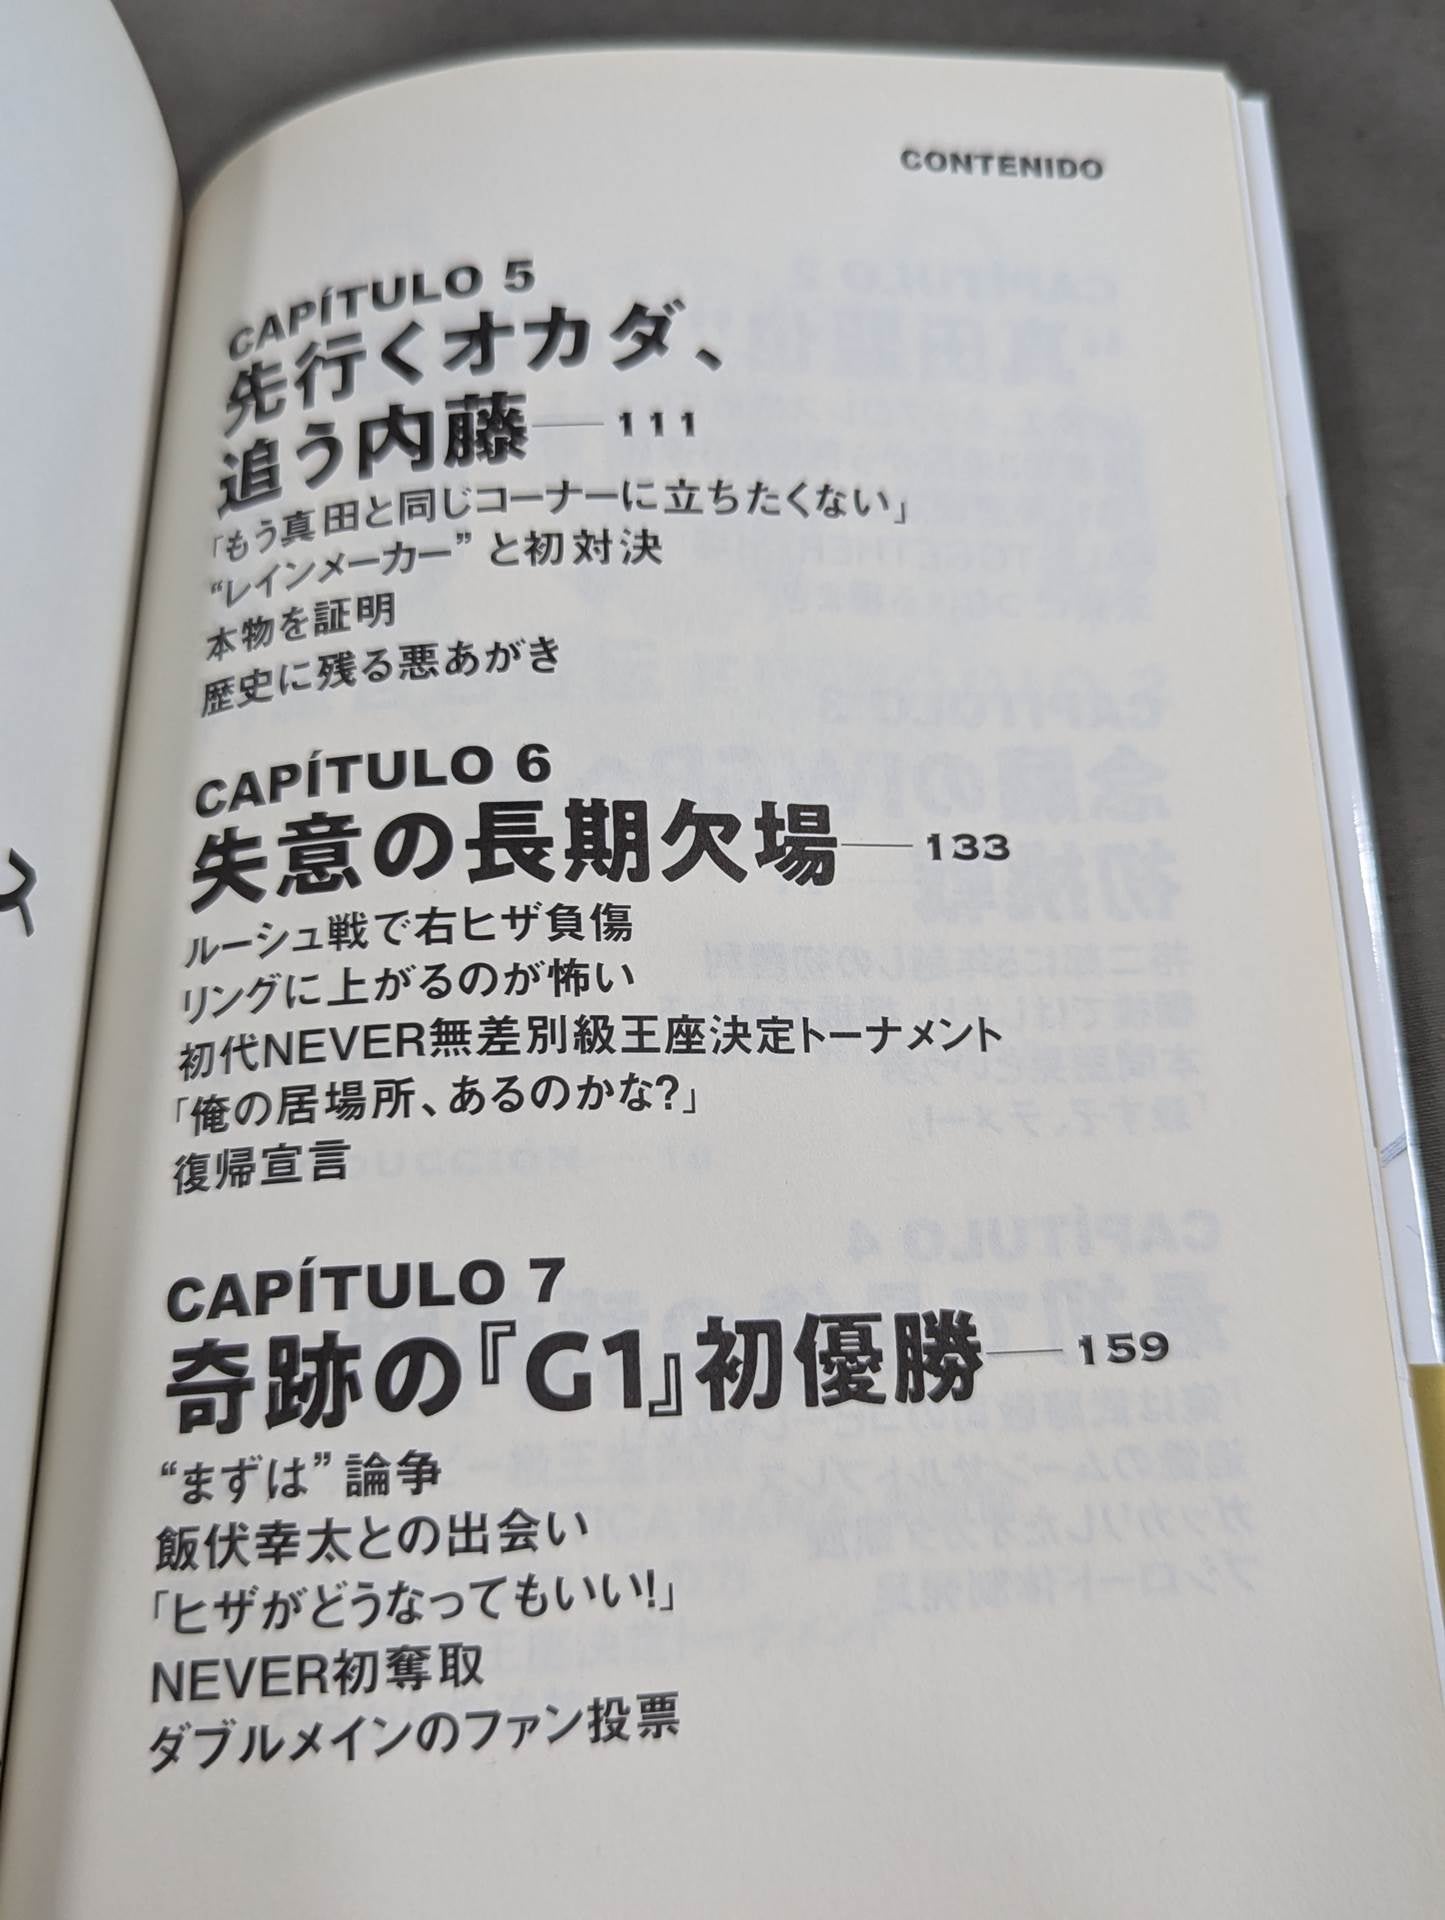 CONTENIDO
CAPÍTULO 5
先行くオカダ、
追う内藤——111
「もう真田と同じコーナーに立ちたくない」
“レインメーカー”と初対決
本物を証明
歴史に残る悪あがき
CAPÍTULO 6
失意の長期欠場——133
ルーシュ戦で右ヒザ負傷
リングに上がるのが怖い
初代NEVER無差別級王座決定トーナメント
「俺の居場所、あるのかな?」
復帰宣言
CAPÍTULO 7
奇跡の『G1』初優勝——159
“まずは”論争
飯伏幸太との出会い
「ヒザがどうなってもいい!」
NEVER初奪取
ダブルメインのファン投票